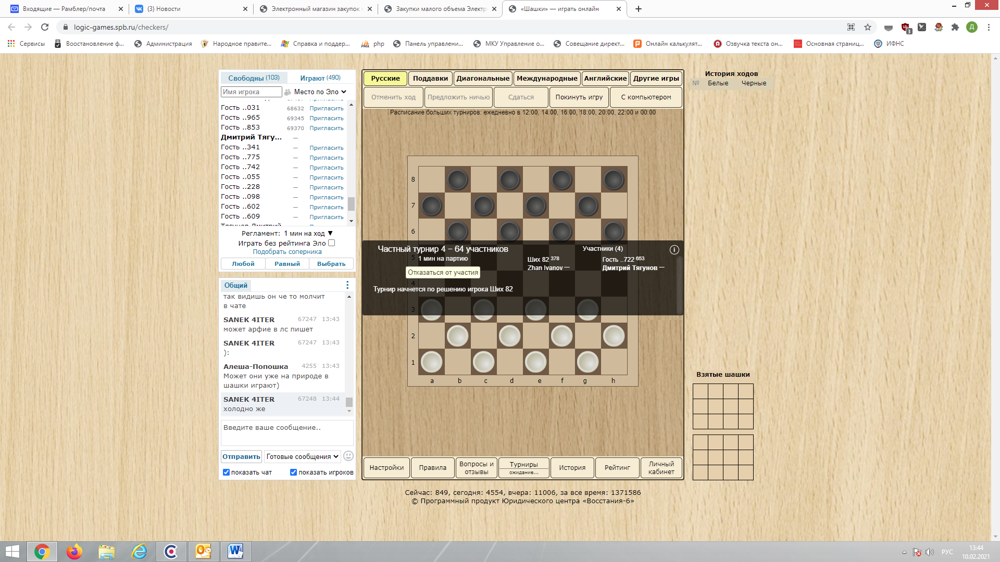 Входящие — Рамблер/почта
(3) Новости
Электронный магазин закупок
Закупки малого объема Электр
«Шашки» — играть онлайн
logic-games.spb.ru/checkers/
3
Д
Сервисы
Востановление ф...
Администрация
Народное правите...
Справка и поддер...
php
Панель управлени...
МКУ Управление о...
Совещание директ...
Онлайн калькулят...
Озвучка текста он...
Основная страниц...
ИФНС
Свободны (103)
Играют (490)
Имя игрока
Место по Эло
Гость ..031 68632 Пригласить
Гость ..965 69345 Пригласить
Гость ..853 69370 Пригласить
Дмитрий Тягу... —
Гость ..341 — Пригласить
Гость ..775 — Пригласить
Гость ..742 — Пригласить
Гость ..055 — Пригласить
Гость ..228 — Пригласить
Гость ..098 — Пригласить
Гость ..602 — Пригласить
Гость ..609 — Пригласить
Регламент: 1 мин на ход ▼
Играть без рейтинга Эло
Подобрать соперника
Любой Равный Выбрать
Общий
так видишь он че то молчит
в чате
SANEK 4ITER 67247 13:43
может арфие в лс пишет
SANEK 4ITER 67247 13:43
):
Алеша-Попошка 4255 13:43
Может они уже на природе в
шашки играют)
SANEK 4ITER 67248 13:44
холодно же
Введите ваше сообщение..
Отправить Готовые сообщения
показать чат показать игроков
Русские Поддавки Диагональные Международные Английские Другие игры
Отменить ход Предложить ничью Сдаться Покинуть игру С компьютером
Расписание больших турниров: ежедневно в 12:00, 14:00, 16:00, 18:00, 20:00, 22:00 и 00:00
8
7
6
Частный турнир 4 – 64 участников
Участники (4)
5
1 мин на партию
Ших 82 378
Гость ..722 653
Zhan Ivanov —
Дмитрий Тягунов —
Отказаться от участия
4
Турнир начнется по решению игрока Ших 82
3
2
1
a b c d e f g h
Настройки
Правила
Вопросы и
отзывы
Турниры
ожидание...
История
Рейтинг
Личный
кабинет
Сейчас: 849, сегодня: 4554, вчера: 11006, за все время: 1371586
© Программный продукт Юридического центра «Восстания-6»
История ходов
№ Белые Черные
Взятые шашки
РУС
13:44
10.02.2021